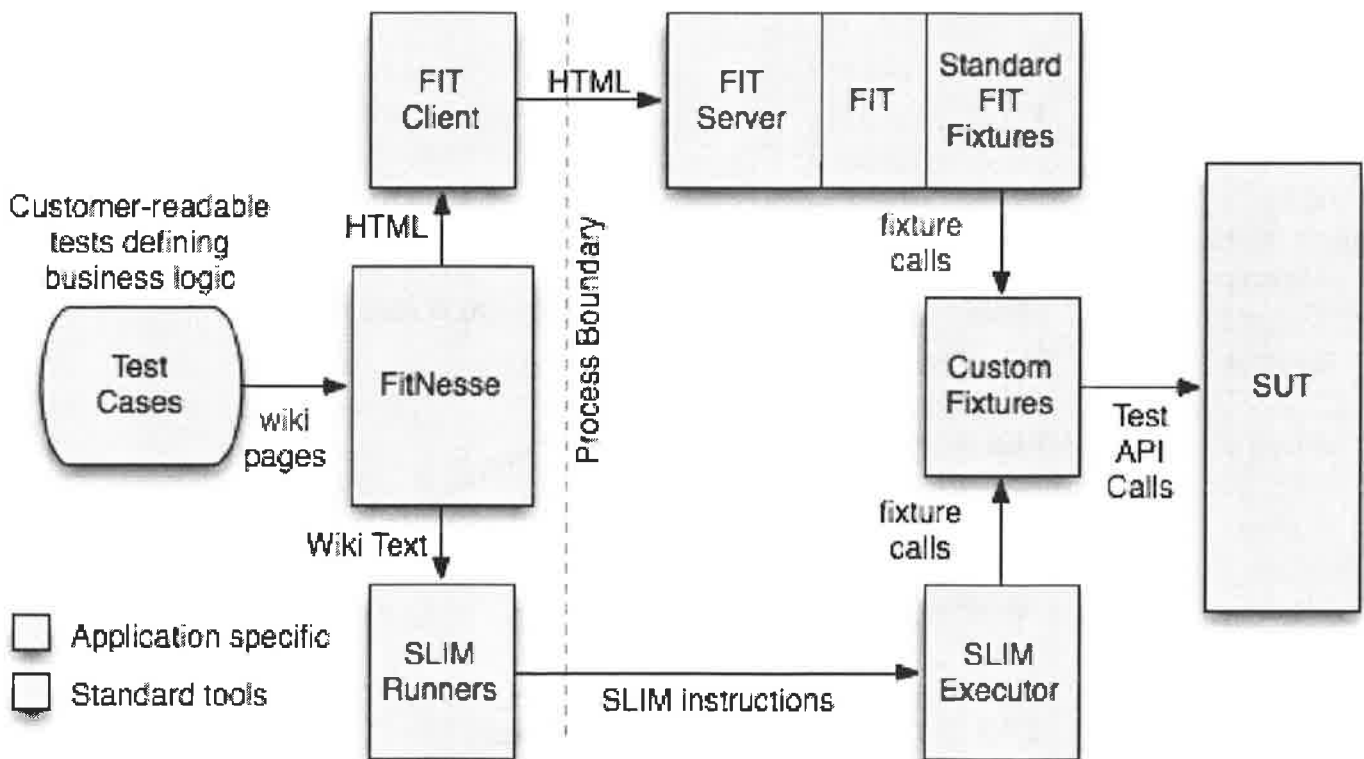 FIT
Client
HTML
FIT
Server
FIT
Standard
FIT
Fixtures
Customer-readable
tests defining
business logic
HTML
Process Boundary
fixture
calls
Test
Cases
wiki
pages
FitNesse
Custom
Fixtures
Test
API
Calls
SUT
Wiki Text
fixture
calls
Application specific
Standard tools
SLIM
Runners
SLIM instructions
SLIM
Executor